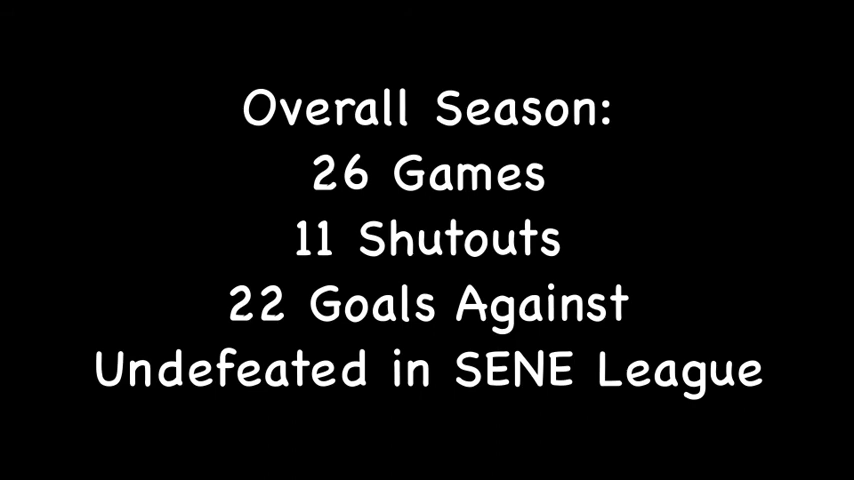 Overall Season:
26 Games
11 Shutouts
22 Goals Against
Undefeated in SENE League